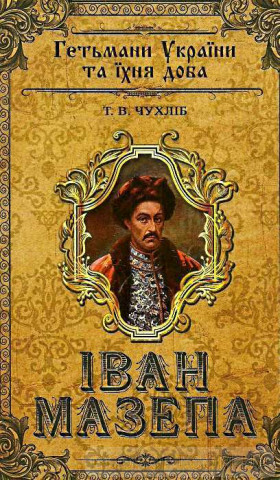 Гетьмани України
та їхня доба
Т. В. ЧУХЛІБ
ІВАН
МАЗЕПА